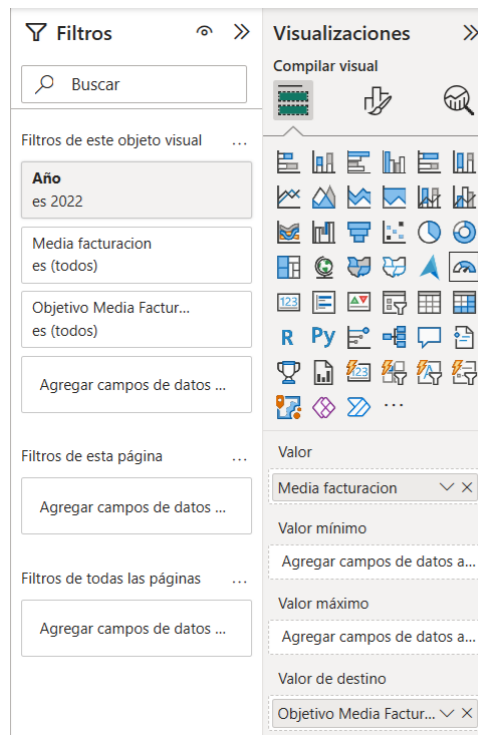 Filtros
Buscar
Filtros de este objeto visual ...
Año
es 2022
Media facturacion
es (todos)
Objetivo Media Factur...
es (todos)
Agregar campos de datos ...
Filtros de esta página ...
Agregar campos de datos ...
Filtros de todas las páginas ...
Agregar campos de datos ...
Visualizaciones
Compilar visual
123
R Py
123
...
Valor
Media facturacion
Valor mínimo
Agregar campos de datos a...
Valor máximo
Agregar campos de datos a...
Valor de destino
Objetivo Media Factur...